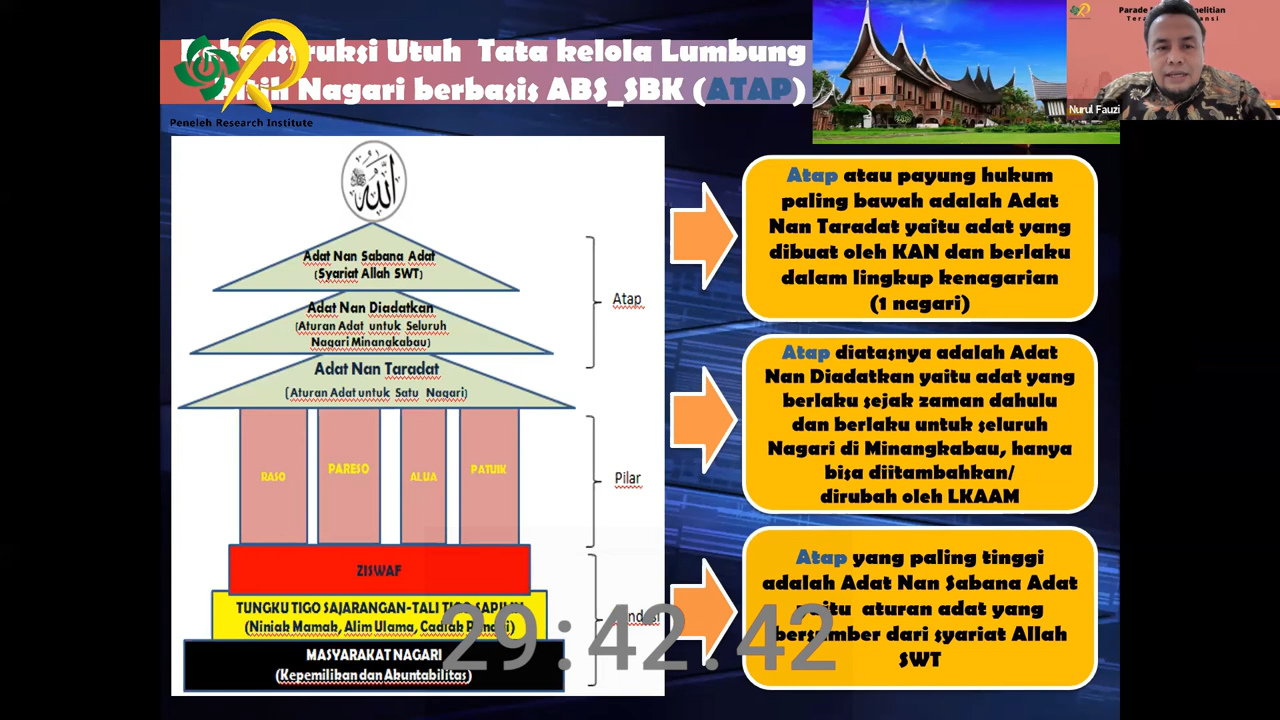 Utuh Tata kelola Lumbung
Nagari berbasis ABS_SBK (ATAP)
Peneleh Research Institute
Nurul Fauzi
Parade
الله
Adat Nan Sabana Adat
(Syariat Allah SWT)
Adat Nan Diadatkan
(Aturan Adat untuk Seluruh
Nagari Minangkabau)
Adat Nan Taradat
(Aturan Adat untuk Satu Nagari)
Atap
RASO
PARESO
ALUA
PATUIK
Pilar
ZISWAF
TUNGKU TIGO SAJARANGAN-TALI TIGO
(Niniak Mamak, Alim Ulama,
MASYARAKAT NAGARI
(Kepemiliban dan Akuntabilitas)
29:42.42
Atap atau payung hukum
paling bawah adalah Adat
Nan Taradat yaitu adat yang
dibuat oleh KAN dan berlaku
dalam lingkup kenagarian
(1 nagari)
Atap diatasnya adalah Adat
Nan Diadatkan yaitu adat yang
berlaku sejak zaman dahulu
dan berlaku untuk seluruh
Nagari di Minangkabau, hanya
bisa diitambahkan/
dirubah oleh LKAAM
Atap yang paling tinggi
adalah Adat Nan Sabana Adat
yaitu aturan adat yang
bersumber dari syariat Allah
SWT